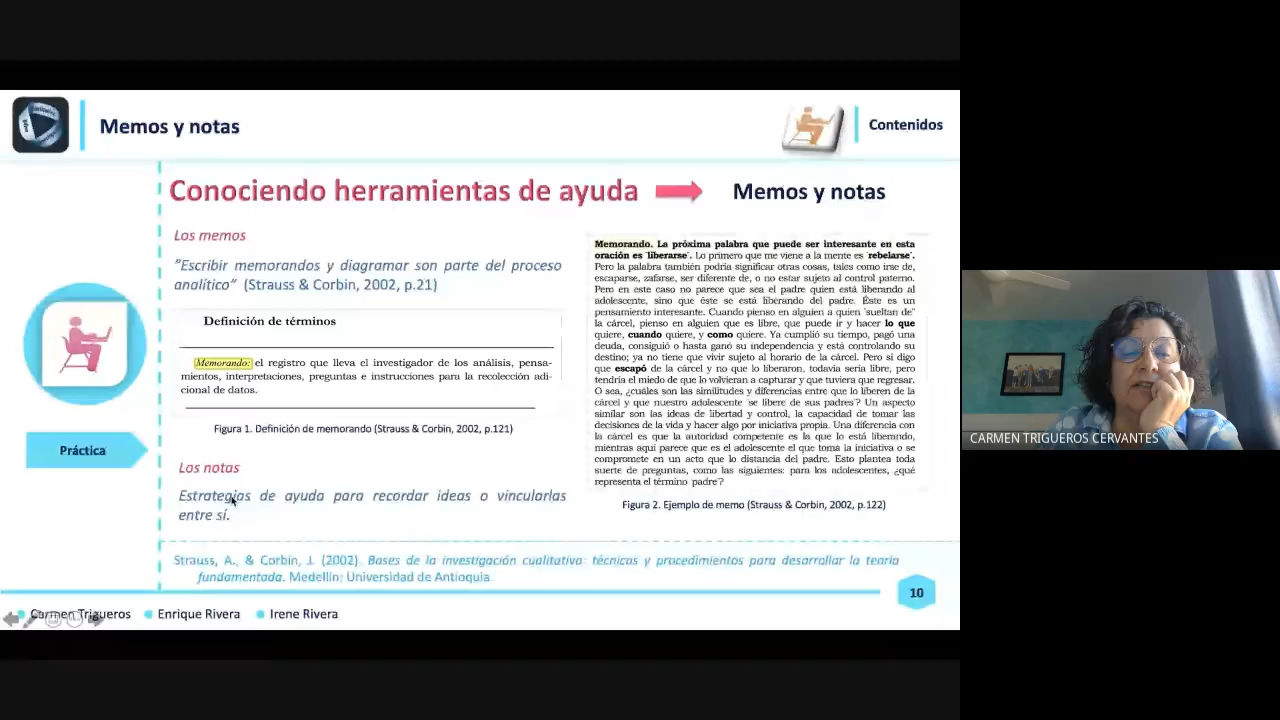 Memos y notas
Contenidos
Conociendo herramientas de ayuda
Memos y notas
Los memos
"Escribir memorandos y diagramar son parte del proceso
analítico" (Strauss & Corbin, 2002, p.21)
Definición de términos
Memorando: el registro que lleva el investigador de los análisis, pensa-
mientos, interpretaciones, preguntas e instrucciones para la recolección adi-
cional de datos.
Figura 1. Definición de memorando (Strauss & Corbin, 2002, p.121)
Los notas
Estrategias de ayuda para recordar ideas o vincularlas
entre sí.
Memorando. La próxima palabra que puede ser interesante en esta
oración es 'liberarse'. Lo primero que me viene a la mente es 'rebelarse'.
Pero la palabra también podría significar otras cosas, tales como irse de,
escaparse, zafarse, ser diferente de, o no estar sujeto al control paterno.
Pero en este caso no parece que sea el padre quien está liberando al
adolescente, sino que éste se está liberando del padre. Éste es un
pensamiento interesante. Cuando pienso en alguien a quien "sueltan de"
la cárcel, pienso en alguien que es libre, que puede ir y hacer lo que
quiere, cuando quiere, y como quiere. Ya cumplió su tiempo, pagó una
deuda, consiguió o hasta ganó su independencia y está controlando su
destino; ya no tiene que vivir sujeto al horario de la cárcel. Pero si digo
que escapó de la cárcel y no que lo liberaron, todavía sería libre, pero
tendría el miedo de que lo volvieran a capturar y que tuviera que regresar.
O sea, ¿cuáles son las similitudes y diferencias entre que lo liberen de la
cárcel y que nuestro adolescente 'se libere de sus padres'? Un aspecto
similar son las ideas de libertad y control, la capacidad de tomar las
decisiones de la vida y hacer algo por iniciativa propia. Una diferencia con
la cárcel es que la autoridad competente es la que lo está liberando,
mientras aquí parece que es el adolescente el que toma la iniciativa o se
compromete en un acto que lo distancia del padre. Esto plantea toda
suerte de preguntas, como las siguientes: para los adolescentes, ¿qué
representa el término 'padre'?
Figura 2. Ejemplo de memo (Strauss & Corbin, 2002, p.122)
Práctica
Strauss, A., & Corbin, J. (2002). Bases de la investigación cualitativa: técnicas y procedimientos para desarrollar la teoría
fundamentada. Medellín: Universidad de Antioquia
10
Carmen Trigueros
Enrique Rivera
Irene Rivera
CARMEN TRIGUEROS CERVANTES